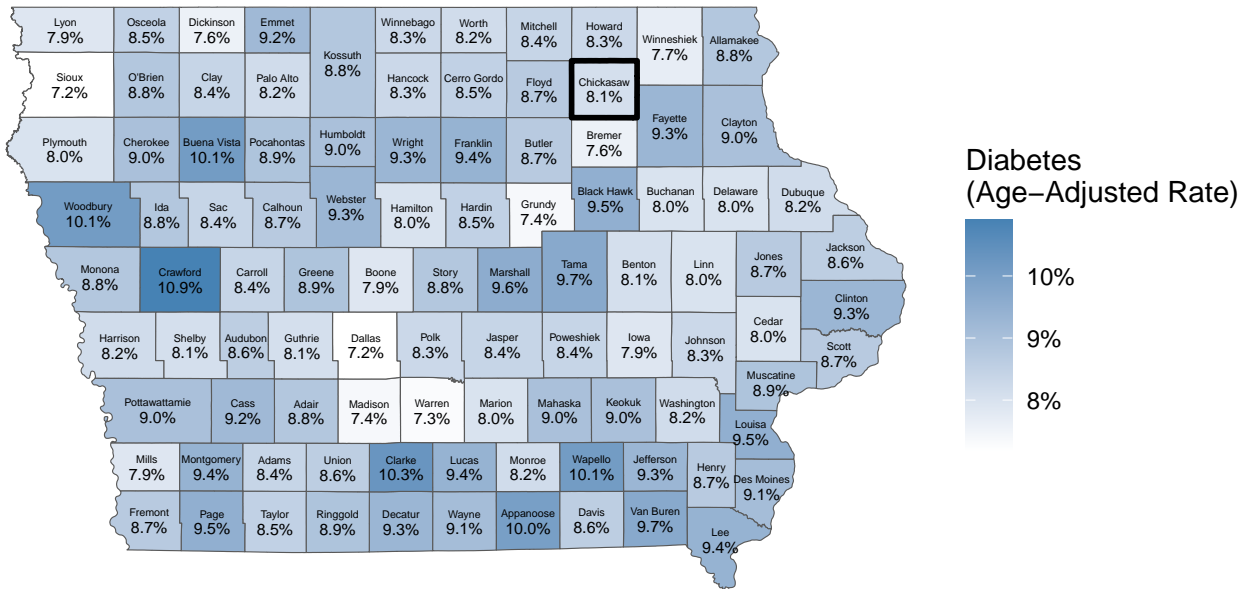 Lyon
7.9%
Osceola
8.5%
Dickinson
7.6%
Emmet
9.2%
Kossuth
8.8%
Winnebago
8.3%
Worth
8.2%
Mitchell
8.4%
Howard
8.3%
Winneshiek
7.7%
Allamakee
8.8%
Sioux
7.2%
O'Brien
8.8%
Clay
8.4%
Palo Alto
8.2%
Hancock
8.3%
Cerro Gordo
8.5%
Floyd
8.7%
Chickasaw
8.1%
Fayette
9.3%
Clayton
9.0%
Plymouth
8.0%
Cherokee
9.0%
Buena Vista
10.1%
Pocahontas
8.9%
Humboldt
9.0%
Wright
9.3%
Franklin
9.4%
Butler
8.7%
Bremer
7.6%
Woodbury
10.1%
Ida
8.8%
Sac
8.4%
Calhoun
8.7%
Webster
9.3%
Hamilton
8.0%
Hardin
8.5%
Grundy
7.4%
Black Hawk
9.5%
Buchanan
8.0%
Delaware
8.0%
Dubuque
8.2%
Monona
8.8%
Crawford
10.9%
Carroll
8.4%
Greene
8.9%
Boone
7.9%
Story
8.8%
Marshall
9.6%
Tama
9.7%
Benton
8.1%
Linn
8.0%
Jones
8.7%
Jackson
8.6%
Clinton
9.3%
Harrison
8.2%
Shelby
8.1%
Audubon
8.6%
Guthrie
8.1%
Dallas
7.2%
Polk
8.3%
Jasper
8.4%
Poweshiek
8.4%
Iowa
7.9%
Johnson
8.3%
Cedar
8.0%
Scott
8.7%
Muscatine
8.9%
Pottawattamie
9.0%
Cass
9.2%
Adair
8.8%
Madison
7.4%
Warren
7.3%
Marion
8.0%
Mahaska
9.0%
Keokuk
9.0%
Washington
8.2%
Louisa
9.5%
Mills
7.9%
Montgomery
9.4%
Adams
8.4%
Union
8.6%
Clarke
10.3%
Lucas
9.4%
Monroe
8.2%
Wapello
10.1%
Jefferson
9.3%
Henry
8.7%
Des Moines
9.1%
Fremont
8.7%
Page
9.5%
Taylor
8.5%
Ringgold
8.9%
Decatur
9.3%
Wayne
9.1%
Appanoose
10.0%
Davis
8.6%
Van Buren
9.7%
Lee
9.4%
Diabetes
(Age−Adjusted Rate)
10%
9%
8%